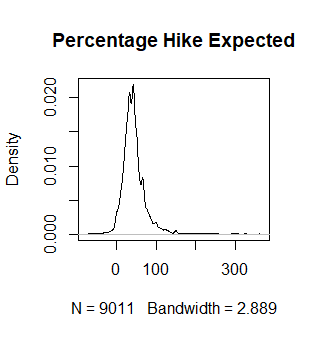 Percentage Hike Expected
Density
0.000
0.010
0.020
0 100 300
N = 9011 Bandwidth = 2.889